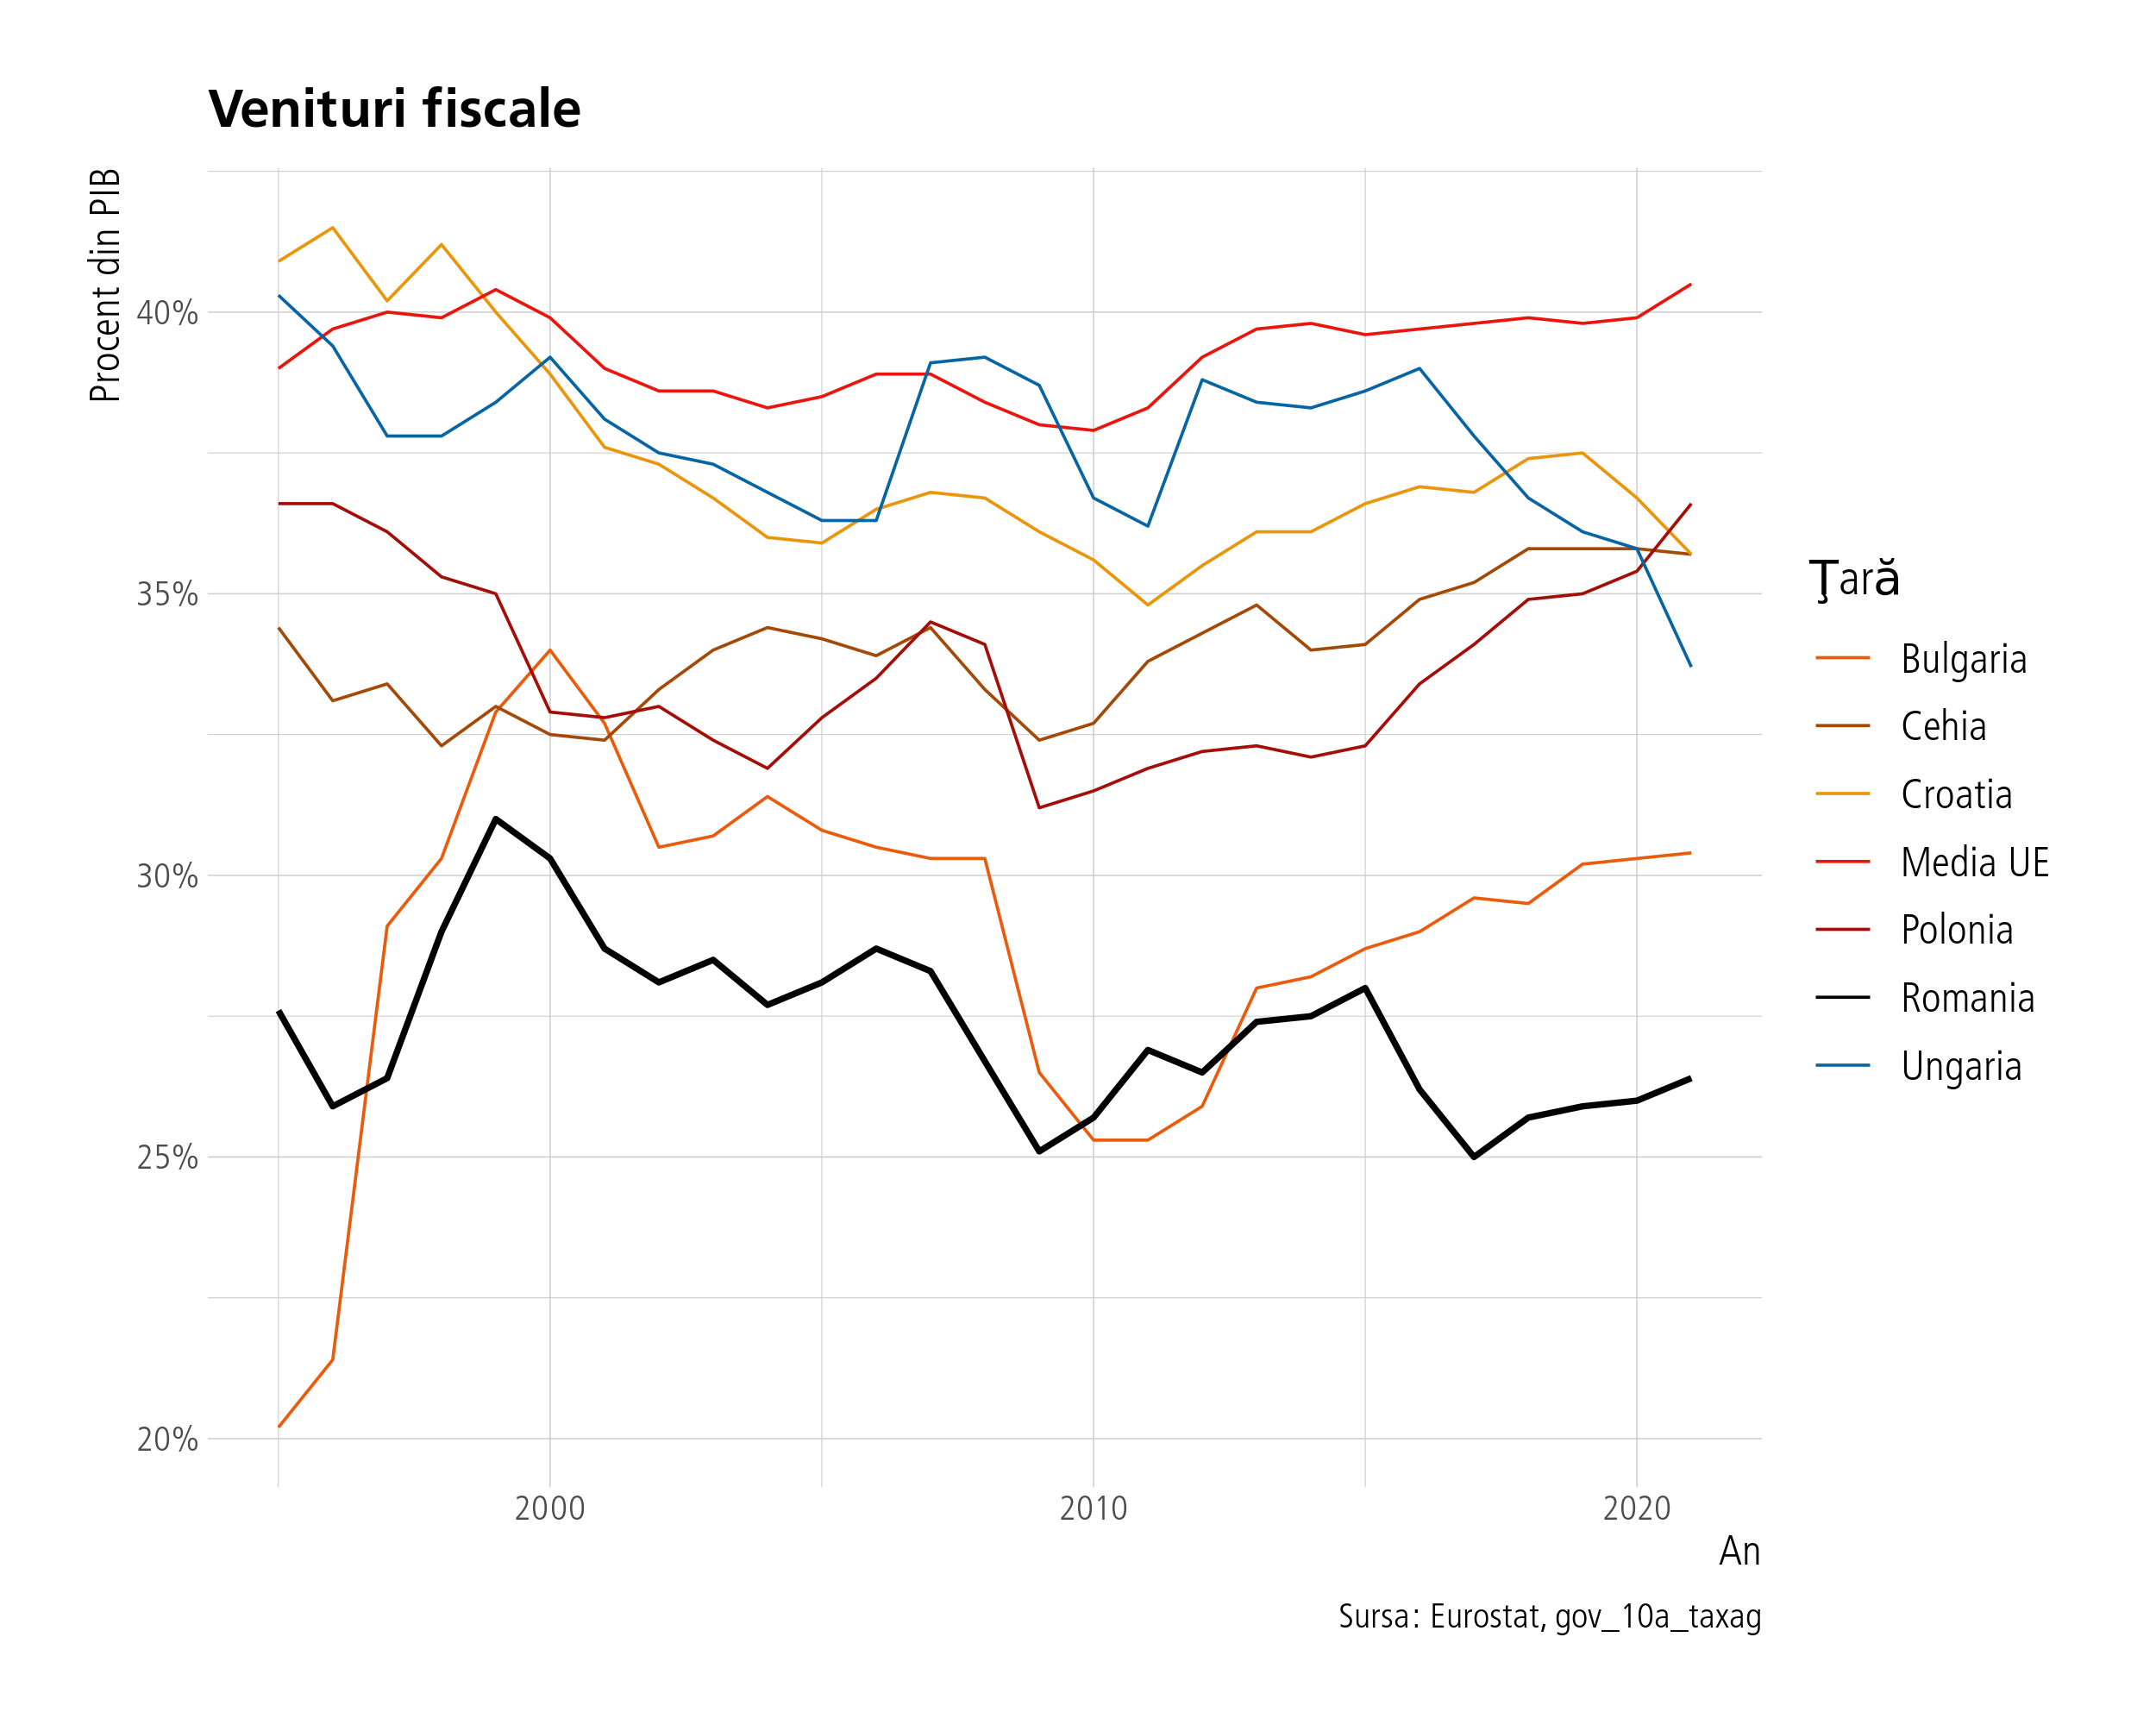 Venituri fiscale
Procent din PIB
40%
35%
30%
25%
20%
2000
2010
2020
An
Ţară
Bulgaria
Cehia
Croatia
Media UE
Polonia
Romania
Ungaria
Sursa: Eurostat, gov_10a_taxag